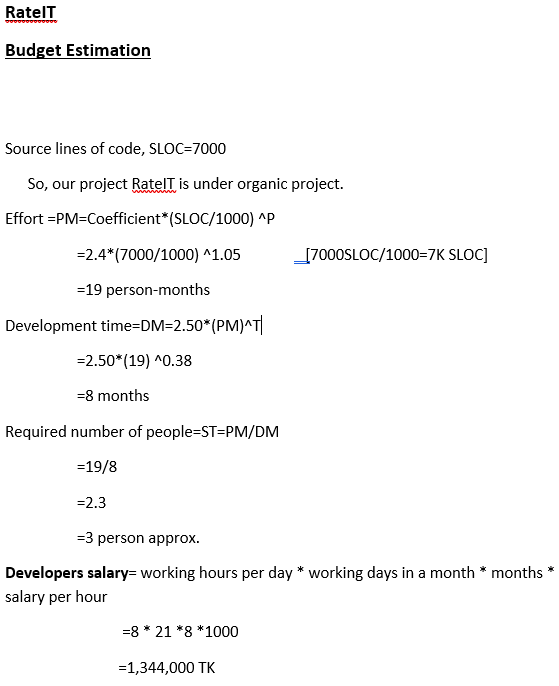 RateIT
Budget Estimation
Source lines of code, SLOC=7000
So, our project RateIT is under organic project.
Effort =PM=Coefficient*(SLOC/1000) ^P
=2.4*(7000/1000) ^1.05 [7000SLOC/1000=7K SLOC]
=19 person-months
Development time=DM=2.50*(PM)^T
=2.50*(19) ^0.38
=8 months
Required number of people=ST=PM/DM
=19/8
=2.3
=3 person approx.
Developers salary= working hours per day * working days in a month * months *
salary per hour
=8 * 21 *8 *1000
=1,344,000 TK